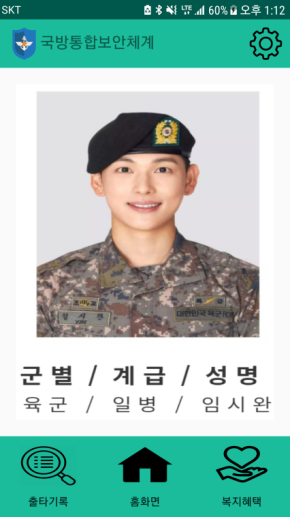 SKT 60% 오후 1:12
국방통합보안체계
군별 / 계급 / 성명
육군 / 일병 / 임시완
출타기록 홈화면 복지혜택